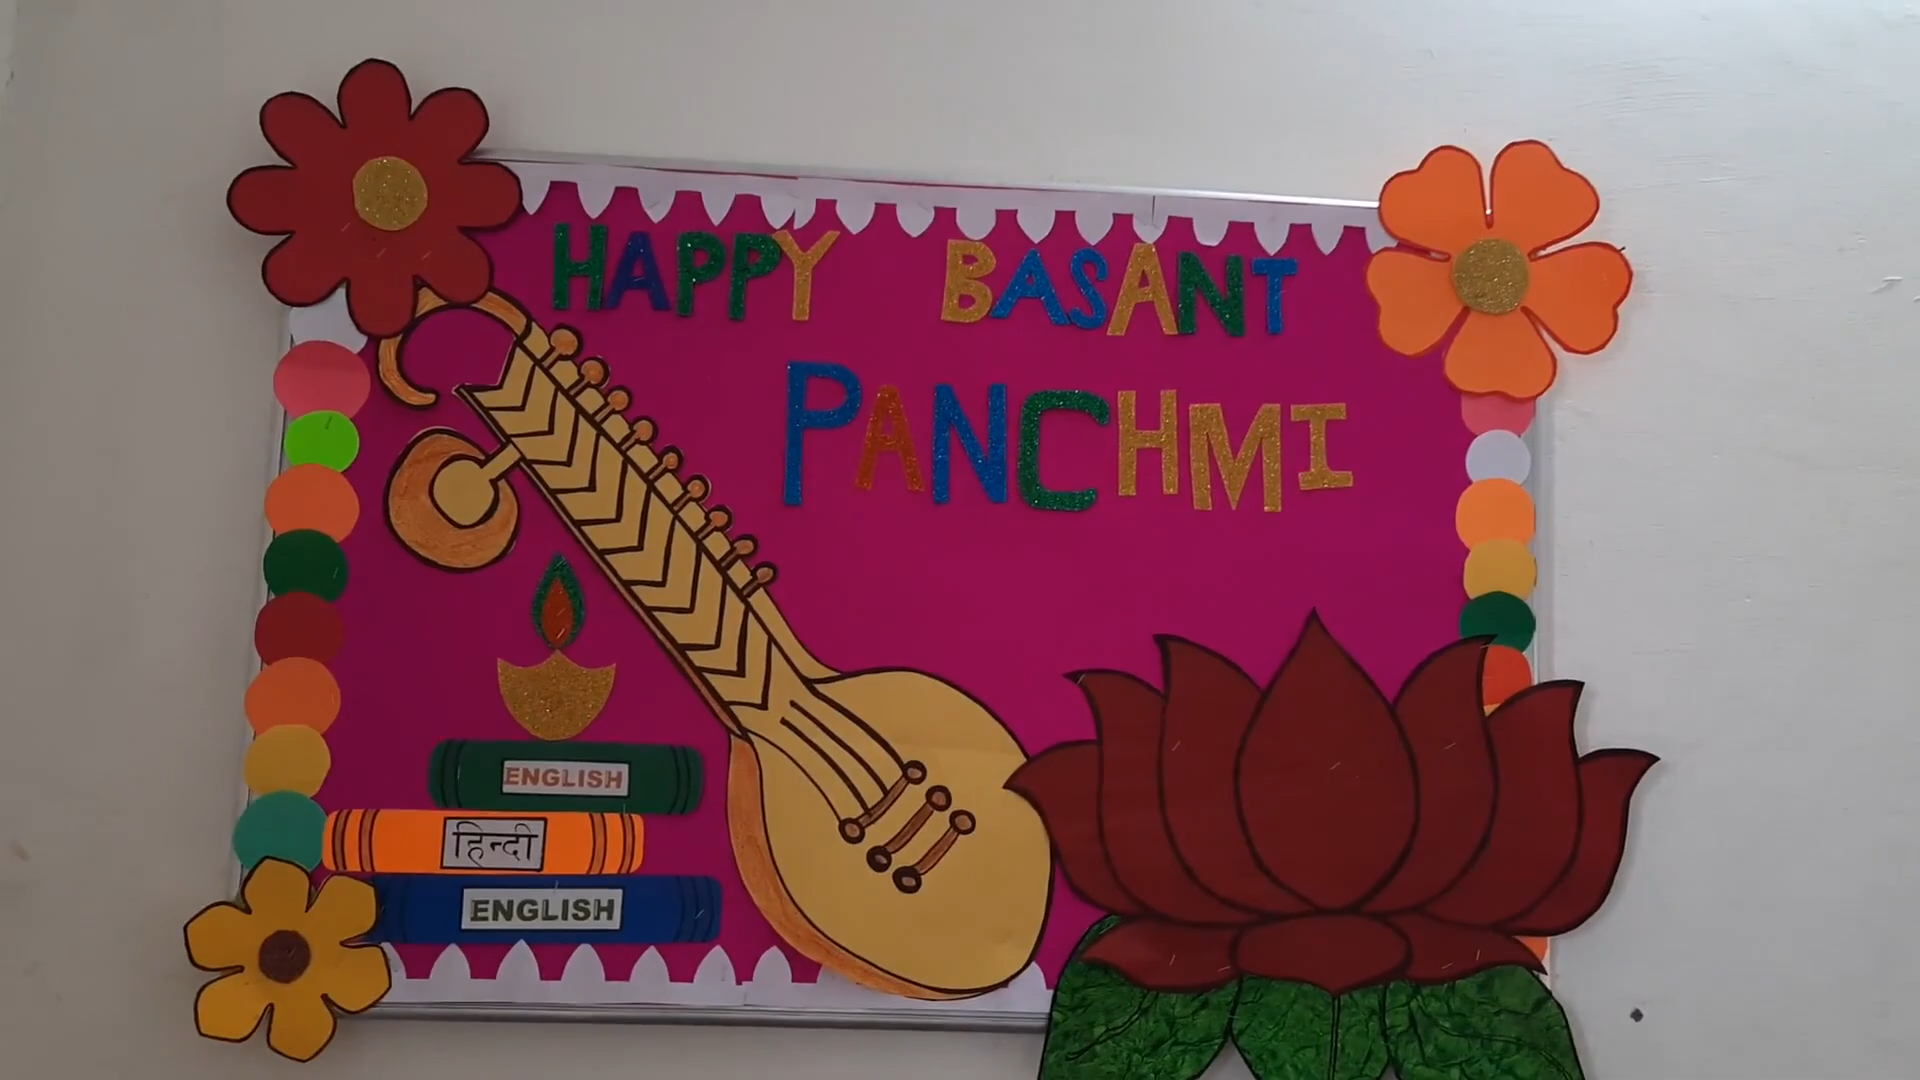 HAPPY BASANT
PANCHMI
ENGLISH
हिन्दी
ENGLISH